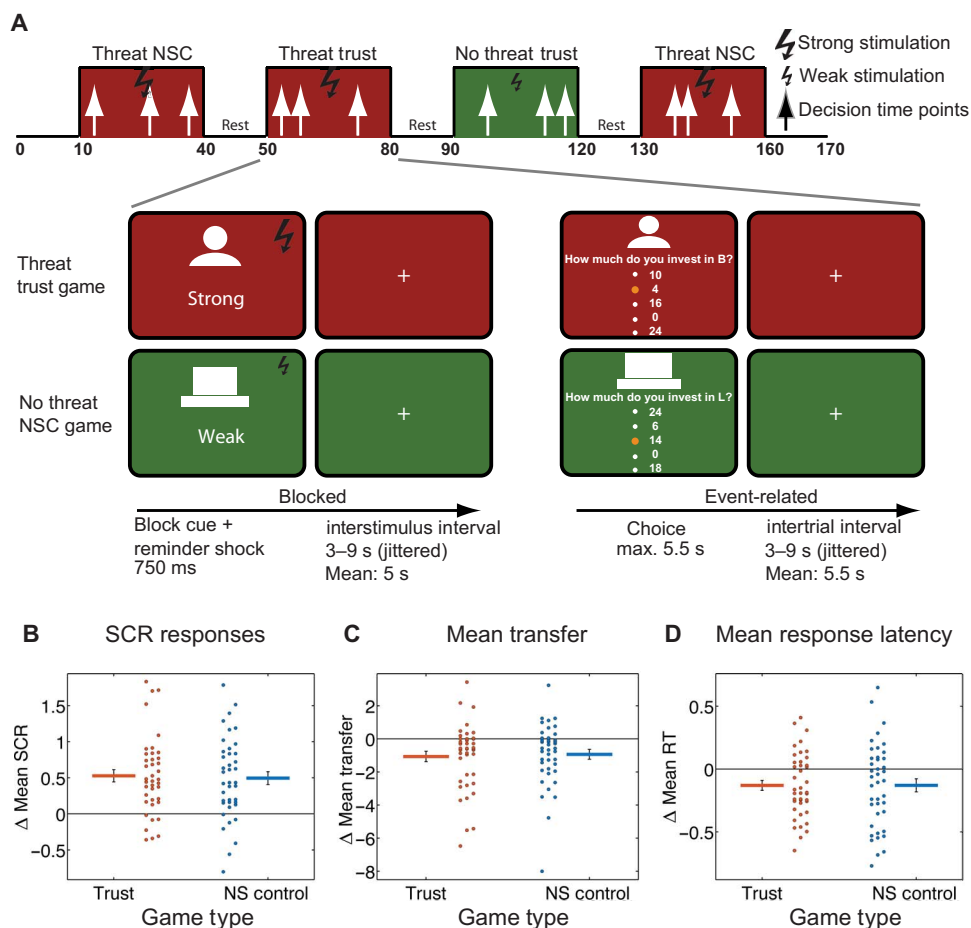 A
Threat NSC
Threat trust
No threat trust
Threat NSC
Strong stimulation
Weak stimulation
Decision time points
Rest
Rest
Rest
0
10
40
50
80
90
120
130
160
170
Threat
trust game
Strong
+
How much do you invest in B?
10
4
16
0
24
+
No threat
NSC game
Weak
+
How much do you invest in L?
24
6
14
0
18
+
Blocked
Event-related
Block cue +
reminder shock
750 ms
interstimulus interval
3–9 s (jittered)
Mean: 5 s
Choice
max. 5.5 s
intertrial interval
3–9 s (jittered)
Mean: 5.5 s
B
SCR responses
Δ Mean SCR
1.5
1
0.5
0
−0.5
Trust
NS control
Game type
C
Mean transfer
Δ Mean transfer
2
0
−2
−4
−6
−8
Trust
NS control
Game type
D
Mean response latency
Δ Mean RT
0.5
0
−0.5
Trust
NS control
Game type